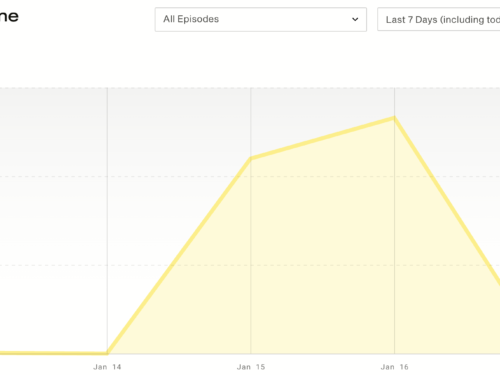 ne
All Episodes
Last 7 Days (including tod
Jan 14
Jan 15
Jan 16